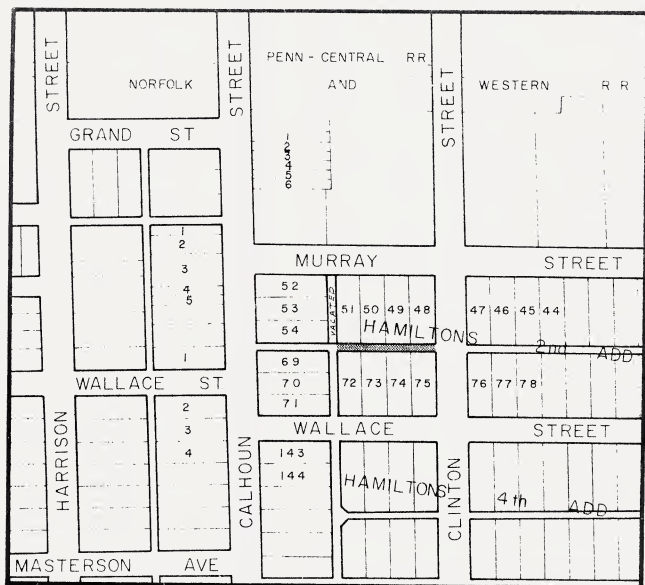 STREET
STREET
STREET
PENN - CENTRAL RR
NORFOLK AND WESTERN R R
GRAND ST
1
2
3
4
5
6
1
2
3
4
5
1
MURRAY STREET
52
53
54
VACATED
51 50 49 48
47 46 45 44
HAMILTONS 2nd ADD
69
70
71
72 73 74 75
76 77 78
WALLACE ST
WALLACE STREET
2
3
4
143
144
HAMILTONS 4th ADD
HARRISON
CALHOUN
CLINTON
MASTERSON AVE